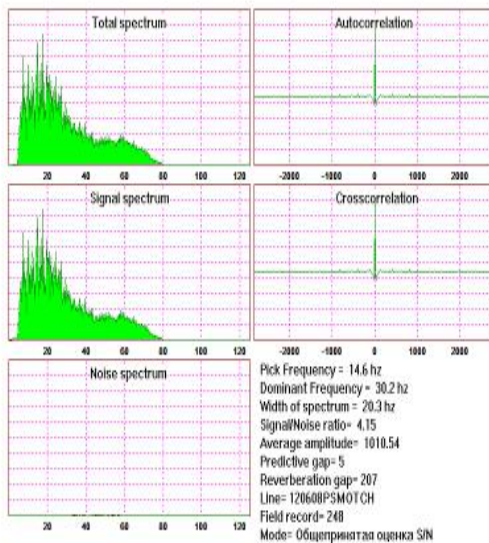 Total spectrum
20 40 60 80 100 120
Autocorrelation
-2000 -1000 0 1000 2000
Signal spectrum
20 40 60 80 100 120
Crosscorrelation
-2000 -1000 0 1000 2000
Noise spectrum
20 40 60 80 100 120
Pick Frequency = 14.6 hz
Dominant Frequency = 30.2 hz
Width of spectrum = 20.3 hz
Signal/Noise ratio= 4.15
Average amplitude= 1010.54
Predictive gap= 5
Reverberation gap= 207
Line= 120608PSMOTCH
Field record= 248
Mode= Общепринятая оценка S/N